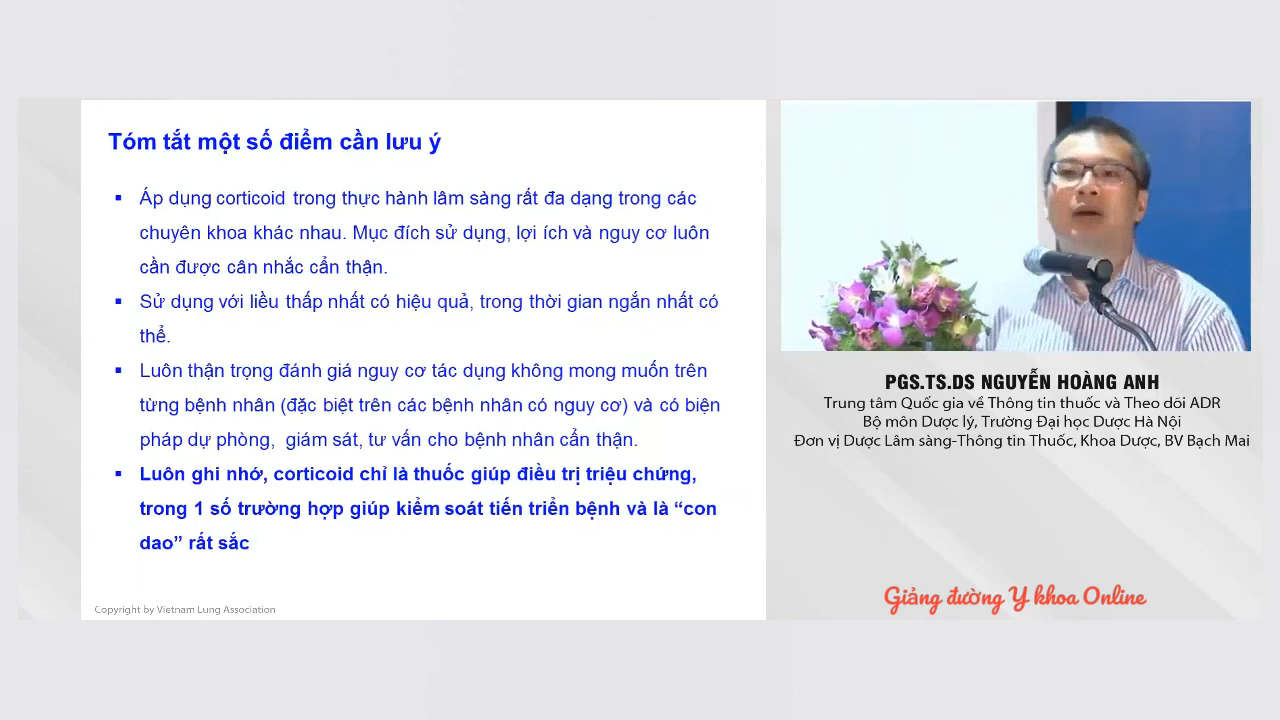 Tóm tắt một số điểm cần lưu ý
▪ Áp dụng corticoid trong thực hành lâm sàng rất đa dạng trong các
chuyên khoa khác nhau. Mục đích sử dụng, lợi ích và nguy cơ luôn
cần được cân nhắc cẩn thận.
▪ Sử dụng với liều thấp nhất có hiệu quả, trong thời gian ngắn nhất có
thể.
▪ Luôn thận trọng đánh giá nguy cơ tác dụng không mong muốn trên
từng bệnh nhân (đặc biệt trên các bệnh nhân có nguy cơ) và có biện
pháp dự phòng, giám sát, tư vấn cho bệnh nhân cẩn thận.
▪ Luôn ghi nhớ, corticoid chỉ là thuốc giúp điều trị triệu chứng,
trong 1 số trường hợp giúp kiểm soát tiến triển bệnh và là “con
dao” rất sắc
Copyright by Vietnam Lung Association
PGS.TS.DS NGUYỄN HOÀNG ANH
Trung tâm Quốc gia về Thông tin thuốc và Theo dõi ADR
Bộ môn Dược lý, Trường Đại học Dược Hà Nội
Đơn vị Dược Lâm sàng-Thông tin Thuốc, Khoa Dược, BV Bạch Mai
Giảng đường Y khoa Online